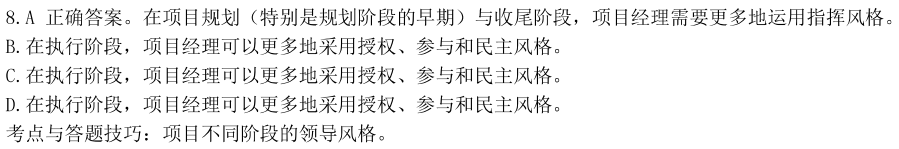 8.A 正确答案。在项目规划（特别是规划阶段的早期）与收尾阶段，项目经理需要更多地运用指挥风格。
B.在执行阶段，项目经理可以更多地采用授权、参与和民主风格。
C.在执行阶段，项目经理可以更多地采用授权、参与和民主风格。
D.在执行阶段，项目经理可以更多地采用授权、参与和民主风格。
考点与答题技巧：项目不同阶段的领导风格。